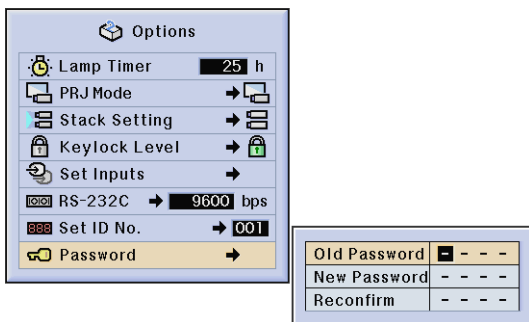 Options
Lamp Timer 25 h
PRJ Mode
Stack Setting
Keylock Level
Set Inputs
RS-232C 9600 bps
888 Set ID No. 001
Password
Old Password - - - -
New Password - - - -
Reconfirm - - - -